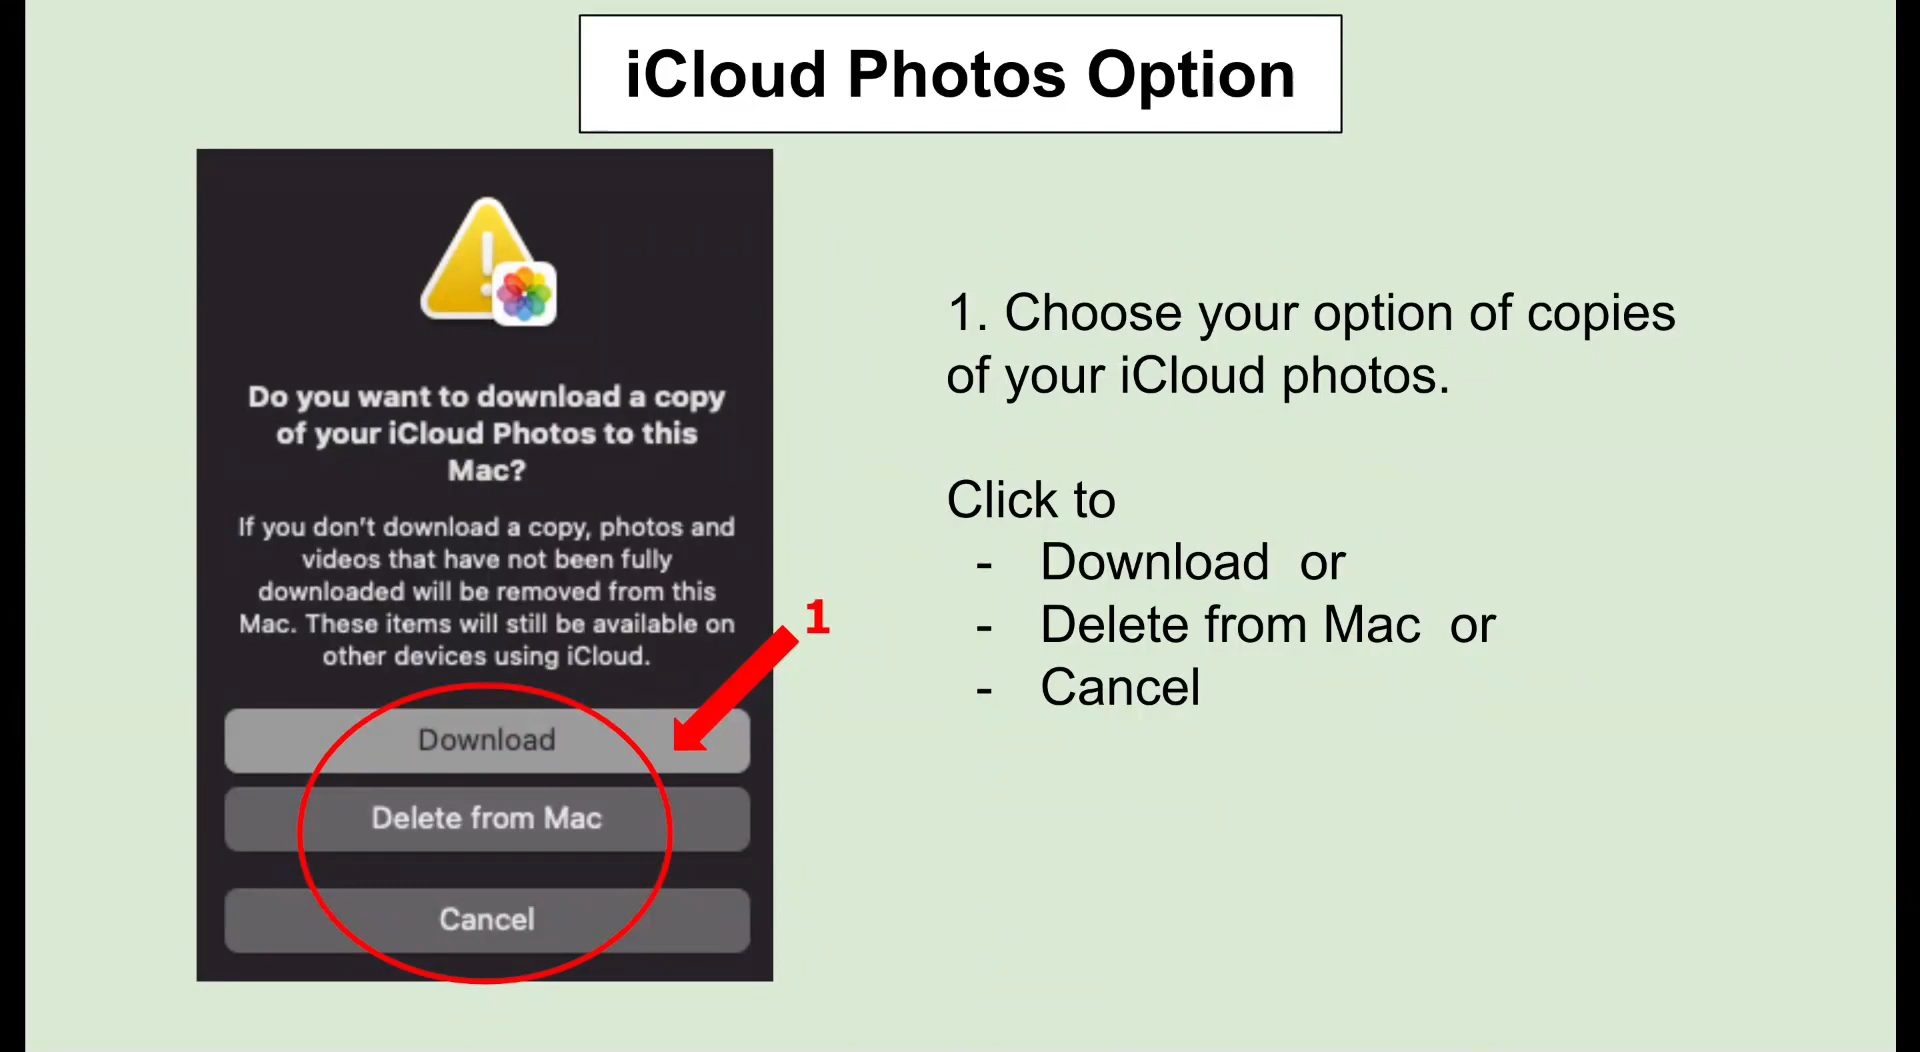 iCloud Photos Option
Do you want to download a copy
of your iCloud Photos to this
Mac?
If you don't download a copy, photos and
videos that have not been fully
downloaded will be removed from this
Mac. These items will still be available on
other devices using iCloud.
1
Download
Delete from Mac
Cancel
1. Choose your option of copies
of your iCloud photos.
Click to
- Download or
- Delete from Mac or
- Cancel